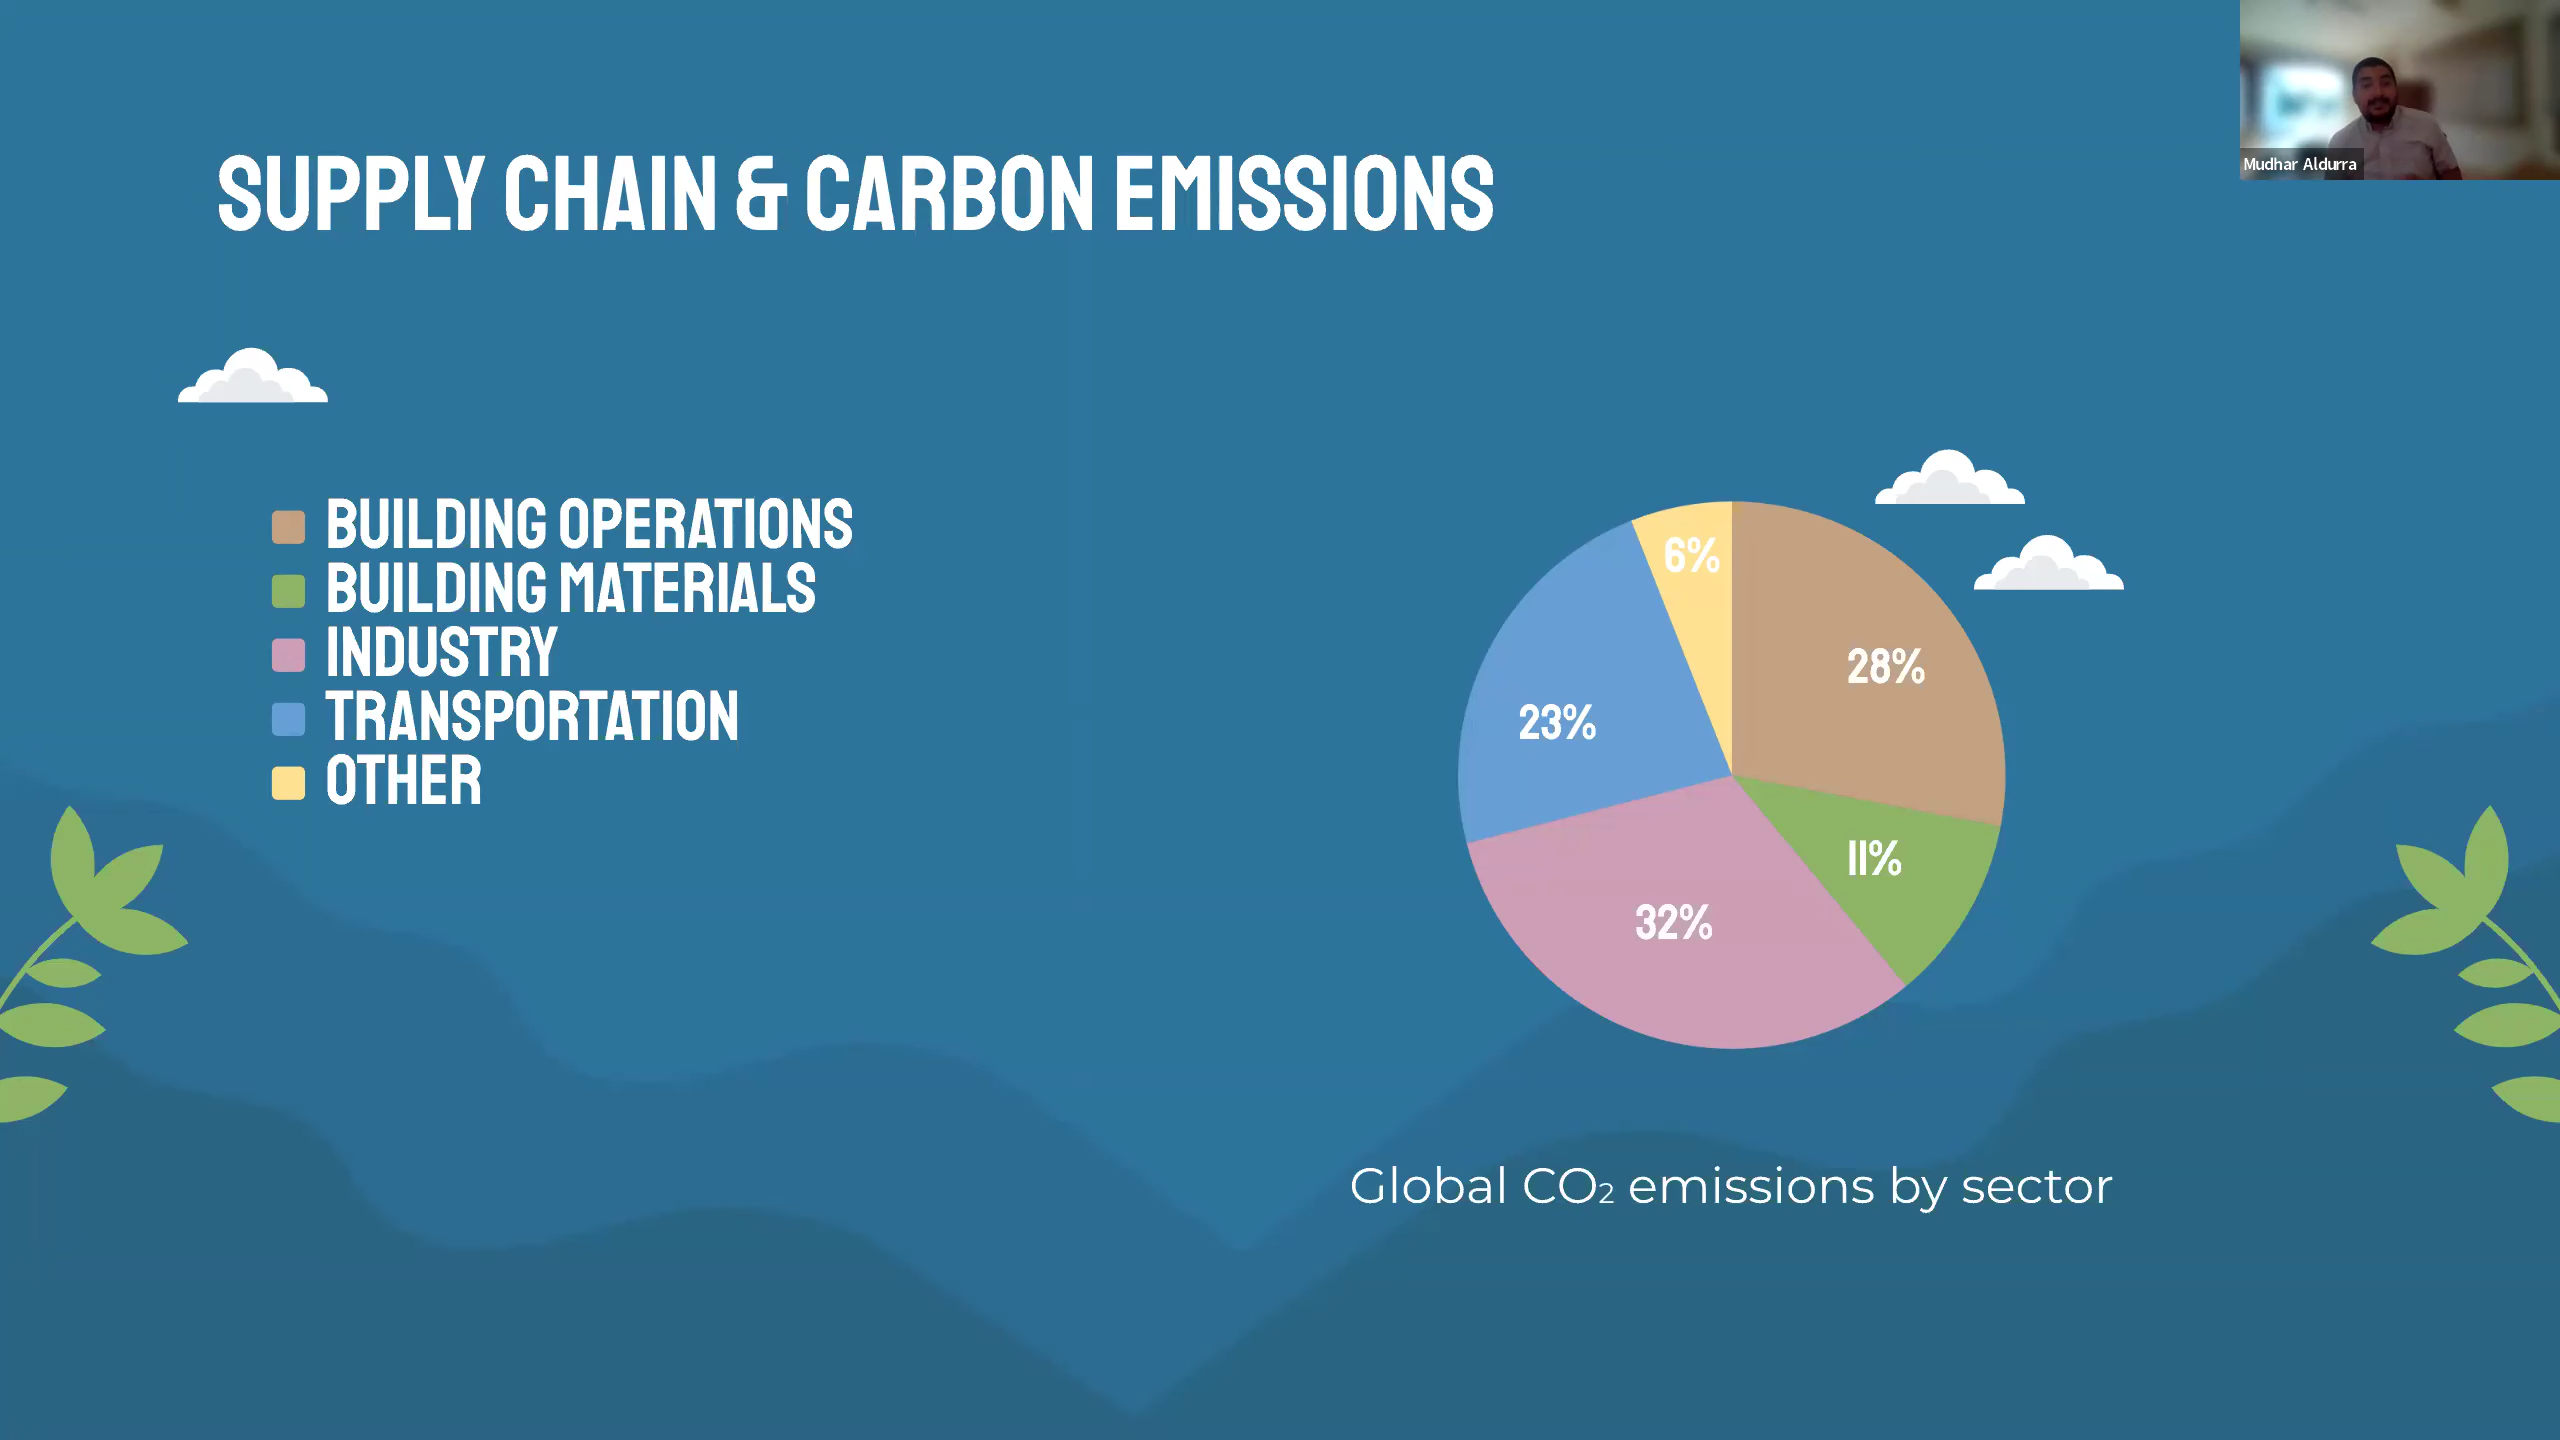 SUPPLY CHAIN & CARBON EMISSIONS
Mudhar Aldurra
BUILDING OPERATIONS
BUILDING MATERIALS
INDUSTRY
TRANSPORTATION
OTHER
6%
28%
23%
11%
32%
Global CO₂ emissions by sector